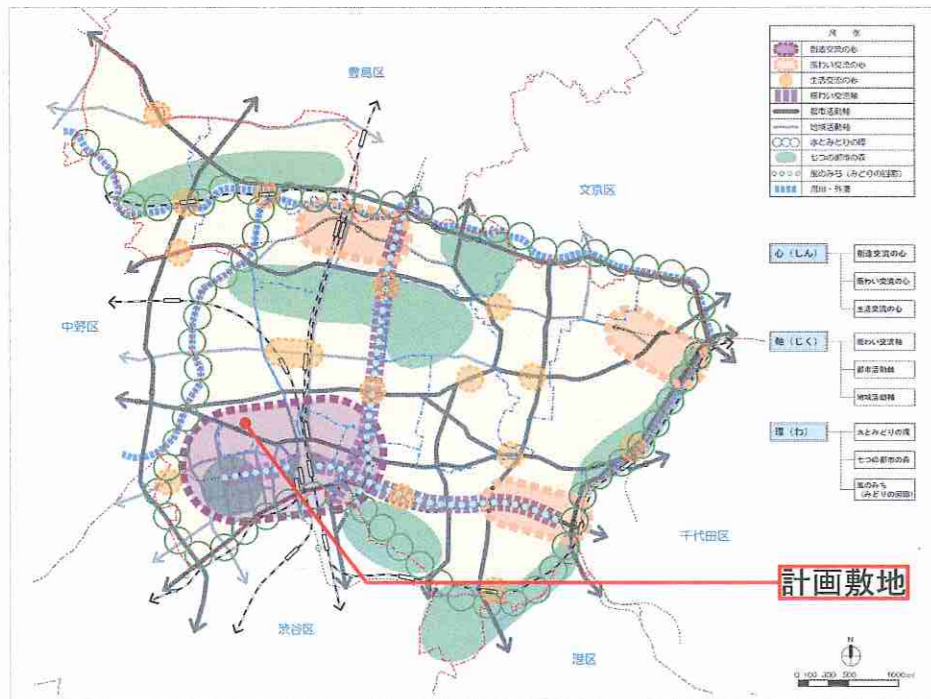 豊島区
文京区
中野区
千代田区
渋谷区
港区
計画敷地
凡例
創造交流の心
賑わい交流の心
生活交流の心
賑わい交流軸
都市活動軸
地域活動軸
水とみどりの環
七つの都市の森
風のみち（みどりの回廊）
河川・外濠
心（しん）
創造交流の心
賑わい交流の心
生活交流の心
軸（じく）
賑わい交流軸
都市活動軸
地域活動軸
環（わ）
水とみどりの環
七つの都市の森
風のみち
（みどりの回廊）
N